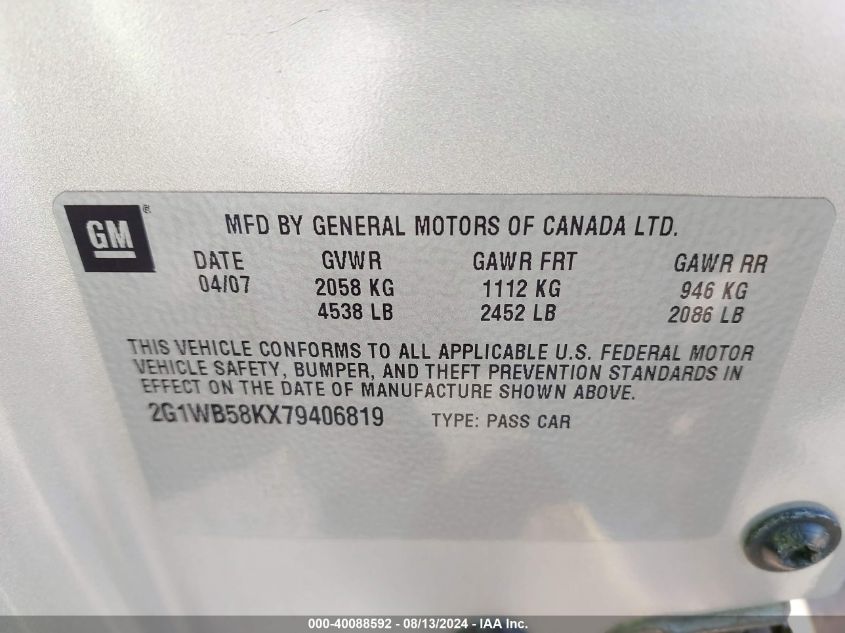 GM®
MFD BY GENERAL MOTORS OF CANADA LTD.
DATE GVWR GAWR FRT GAWR RR
04/07 2058 KG 1112 KG 946 KG
4538 LB 2452 LB 2086 LB
THIS VEHICLE CONFORMS TO ALL APPLICABLE U.S. FEDERAL MOTOR
VEHICLE SAFETY, BUMPER, AND THEFT PREVENTION STANDARDS IN
EFFECT ON THE DATE OF MANUFACTURE SHOWN ABOVE.
2G1WB58KX79406819 TYPE: PASS CAR
000-40088592 - 08/13/2024 - IAA Inc.